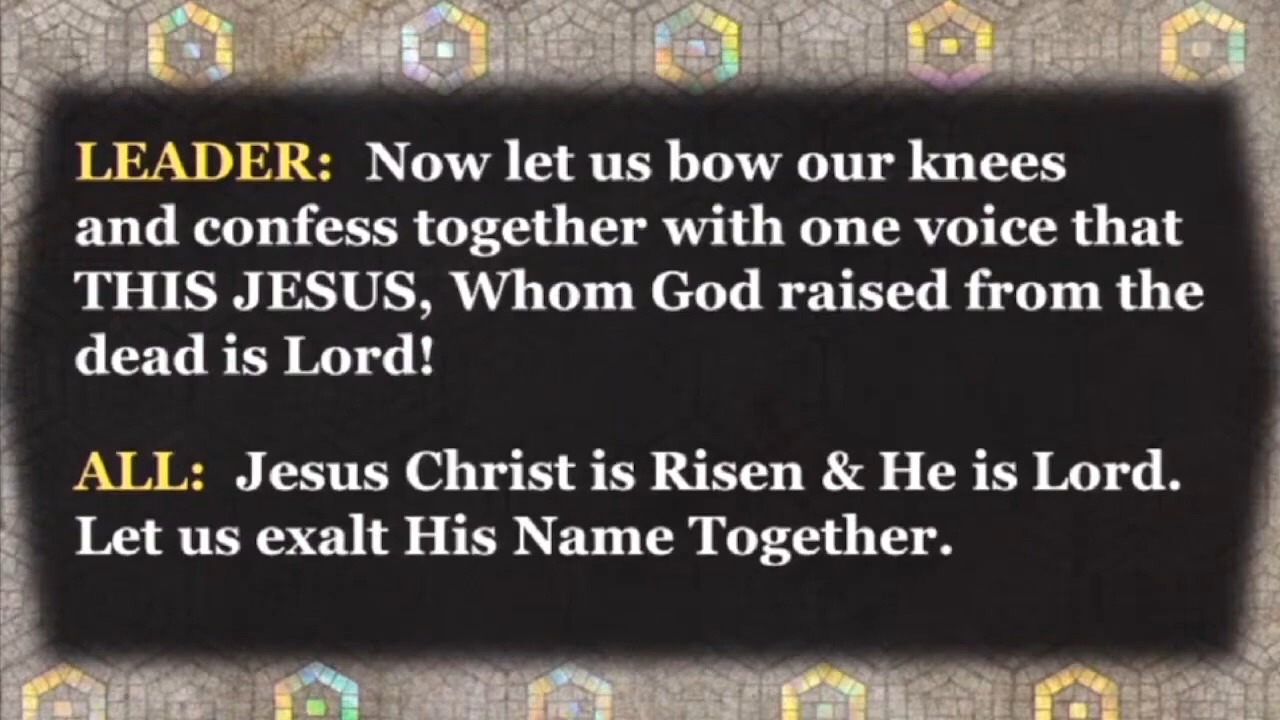 LEADER: Now let us bow our knees
and confess together with one voice that
THIS JESUS, Whom God raised from the
dead is Lord!
ALL: Jesus Christ is Risen & He is Lord.
Let us exalt His Name Together.